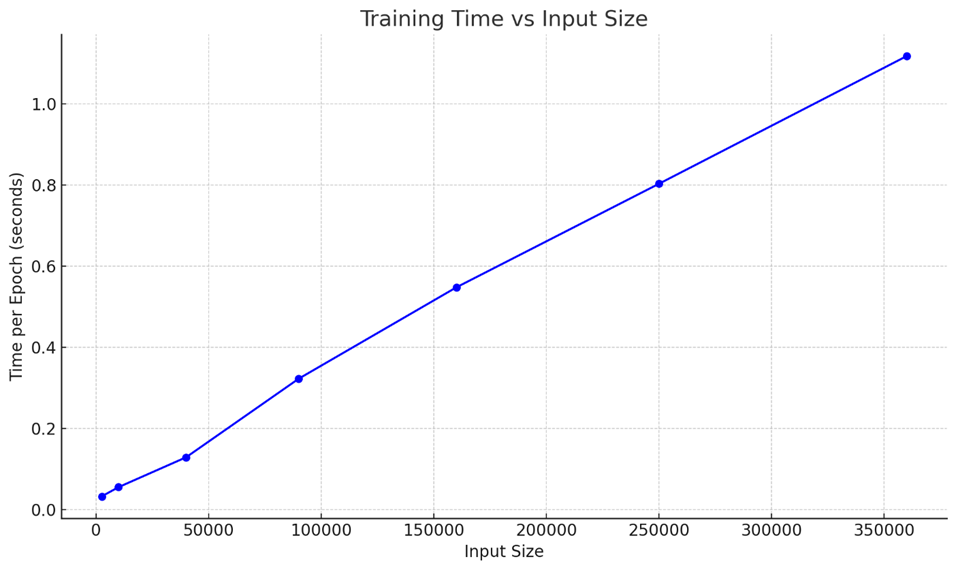 Training Time vs Input Size
Time per Epoch (seconds)
1.0
0.8
0.6
0.4
0.2
0.0
0 50000 100000 150000 200000 250000 300000 350000
Input Size